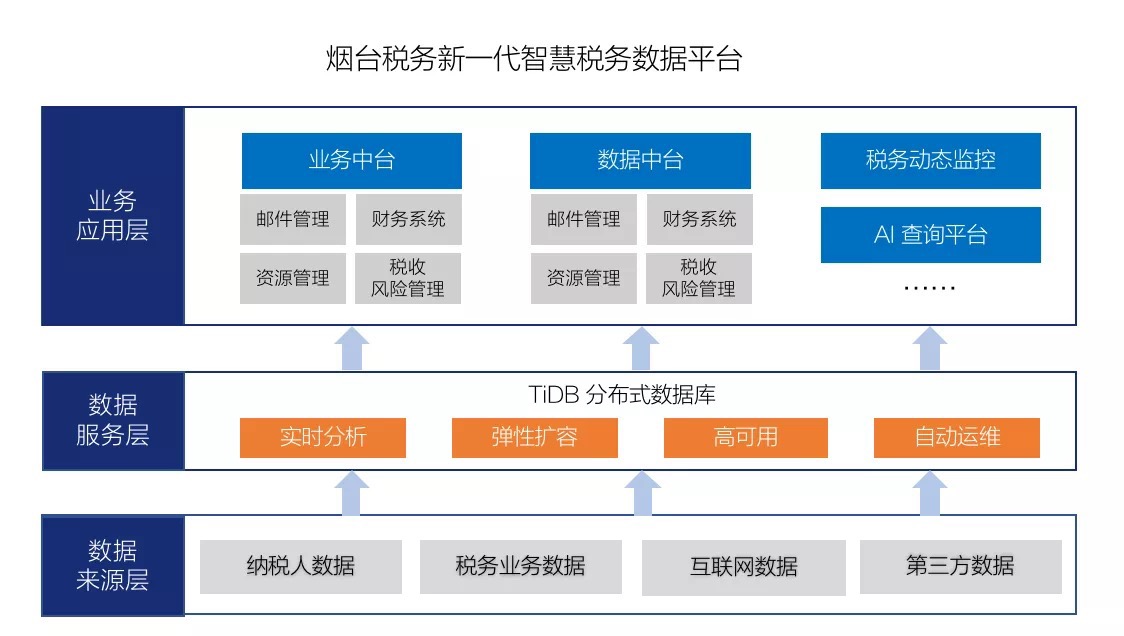 烟台税务新一代智慧税务数据平台
业务
应用层
业务中台
数据中台
税务动态监控
邮件管理
财务系统
邮件管理
财务系统
AI 查询平台
资源管理
税收
风险管理
资源管理
税收
风险管理
······
数据
服务层
TiDB 分布式数据库
实时分析
弹性扩容
高可用
自动运维
数据
来源层
纳税人数据
税务业务数据
互联网数据
第三方数据